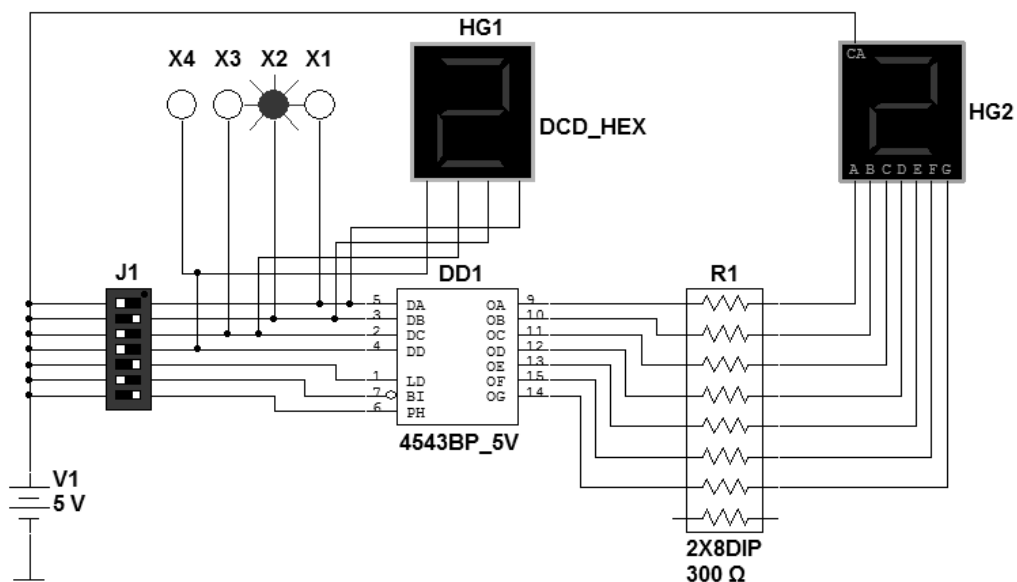 HG1
X4 X3 X2 X1
CA
HG2
DCD_HEX
A B C D E F G
J1
DD1
R1
5 DA OA 9
3 DB OB 10
2 DC OC 11
4 DD OD 12
OE 13
1 LD OF 15
7 BI OG 14
6 PH
4543BP_5V
V1
5 V
2X8DIP
300 Ω